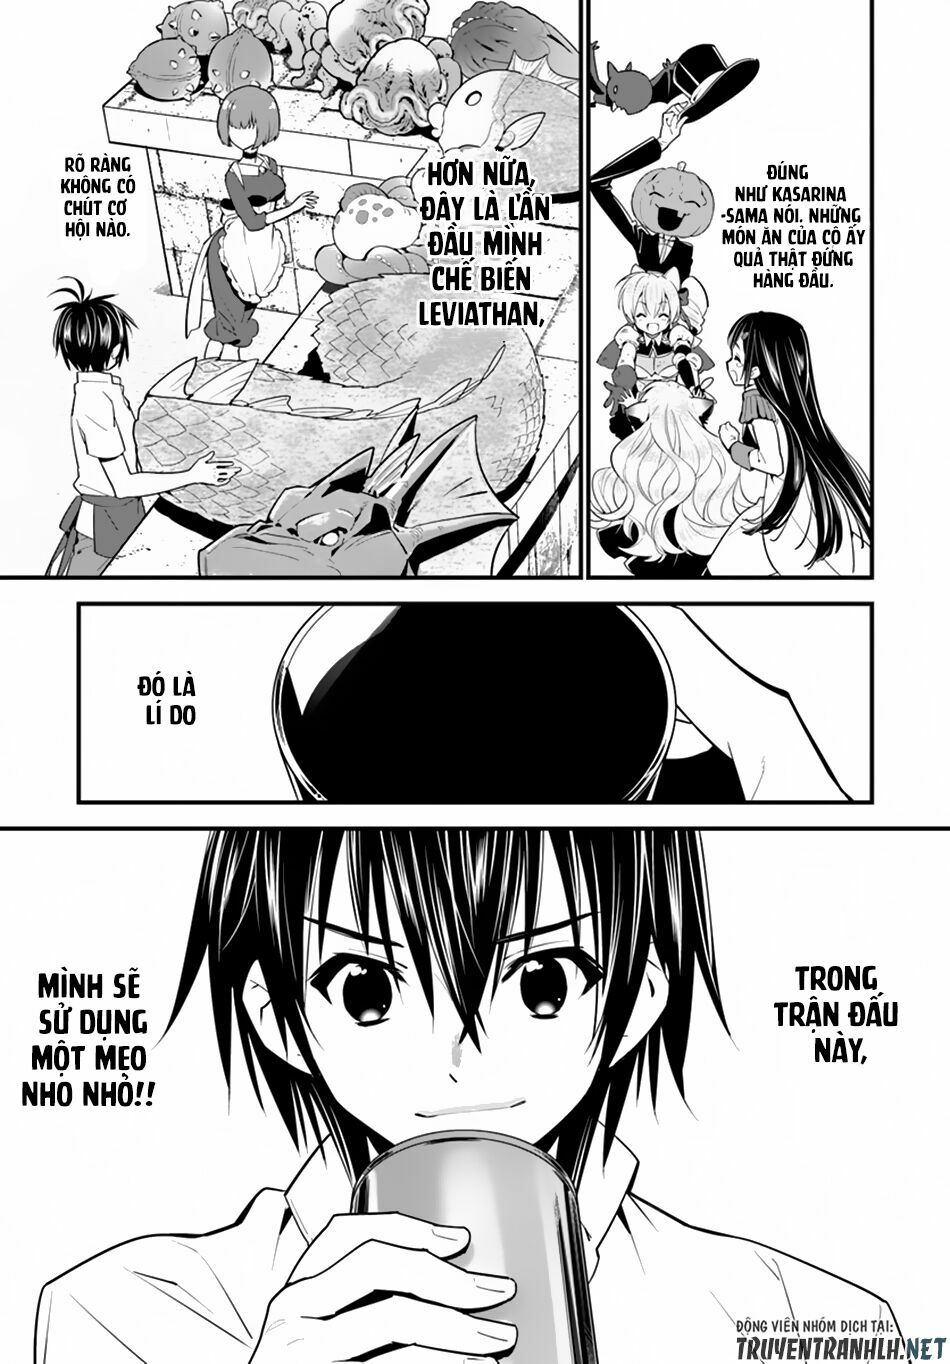 ĐÚNG
NHƯ KASARINA
-SAMA NÓI. NHỮNG
MÓN ĂN CỦA CÔ ẤY
QUẢ THẬT ĐỨNG
HÀNG ĐẦU.
HƠN NỮA,
ĐÂY LÀ LẦN
ĐẦU MÌNH
CHẾ BIẾN
LEVIATHAN,
RÕ RÀNG
KHÔNG CÓ
CHÚT CƠ
HỘI NÀO.
ĐÓ LÀ
LÍ DO
TRONG
TRẬN ĐẤU
NÀY,
MÌNH SẼ
SỬ DỤNG
MỘT MẸO
NHO NHỎ!!
ĐỘNG VIÊN NHÓM DỊCH TẠI:
TRUYENTRANHLH.NET